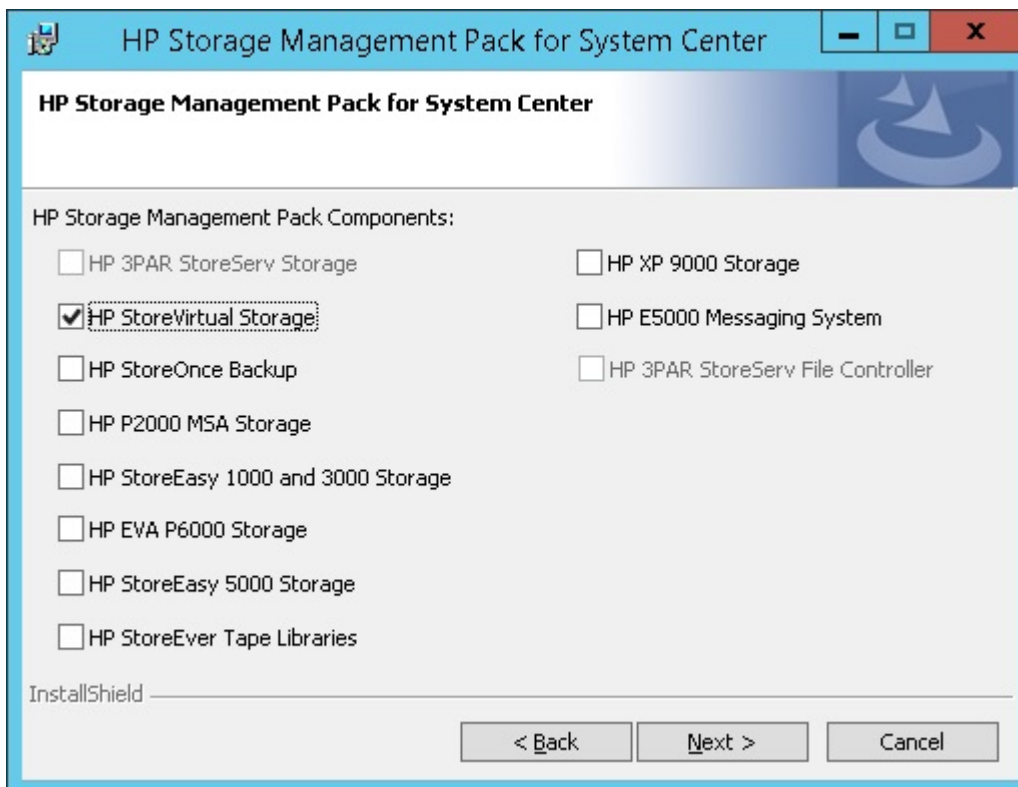 HP Storage Management Pack for System Center
HP Storage Management Pack for System Center
HP Storage Management Pack Components:
HP 3PAR StoreServ Storage
HP StoreVirtual Storage
HP StoreOnce Backup
HP P2000 MSA Storage
HP StoreEasy 1000 and 3000 Storage
HP EVA P6000 Storage
HP StoreEasy 5000 Storage
HP StoreEver Tape Libraries
HP XP 9000 Storage
HP E5000 Messaging System
HP 3PAR StoreServ File Controller
InstallShield
< Back
Next >
Cancel